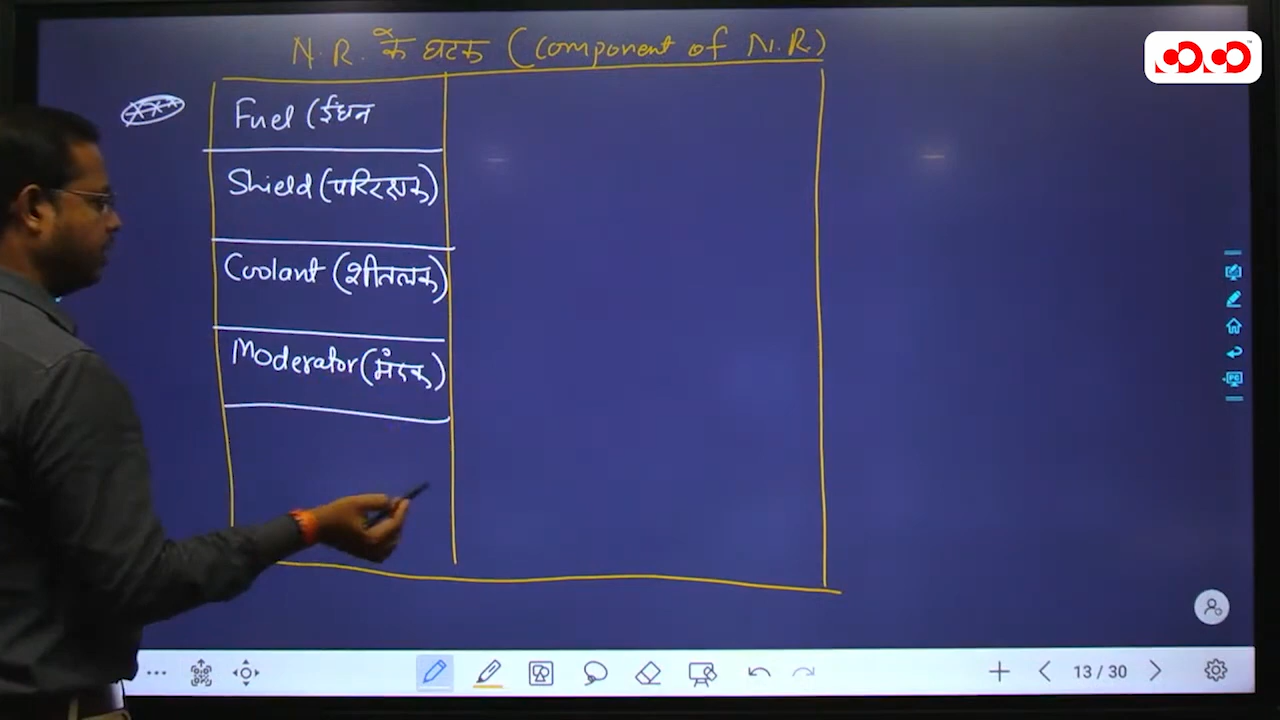 N.R. के घटक (Component of N.R.)
Fuel (ईंधन
Shield (परिरक्षक)
Coolant (शीतलक)
Moderator (मंदक)
13 / 30